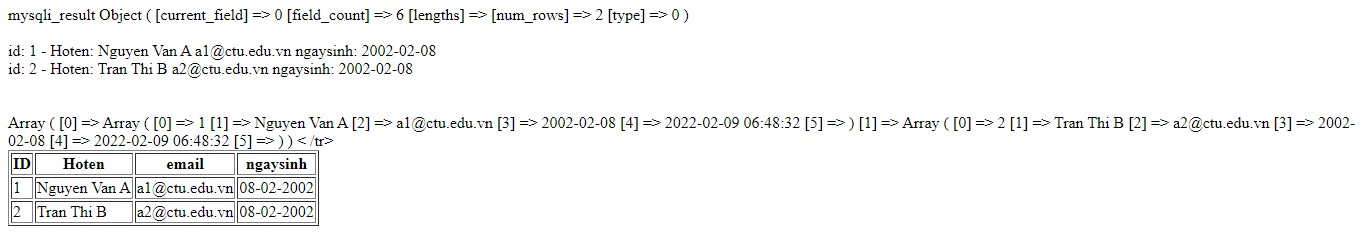 mysqli_result Object ( [current_field] => 0 [field_count] => 6 [lengths] => [num_rows] => 2 [type] => 0 )
id: 1 - Hoten: Nguyen Van A a1@ctu.edu.vn ngaysinh: 2002-02-08
id: 2 - Hoten: Tran Thi B a2@ctu.edu.vn ngaysinh: 2002-02-08
Array ( [0] => Array ( [0] => 1 [1] => Nguyen Van A [2] => a1@ctu.edu.vn [3] => 2002-02-08 [4] => 2022-02-09 06:48:32 [5] => ) [1] => Array ( [0] => 2 [1] => Tran Thi B [2] => a2@ctu.edu.vn [3] => 2002-
02-08 [4] => 2022-02-09 06:48:32 [5] => ) ) < /tr>
ID Hoten email ngaysinh
1 Nguyen Van A a1@ctu.edu.vn 08-02-2002
2 Tran Thi B a2@ctu.edu.vn 08-02-2002